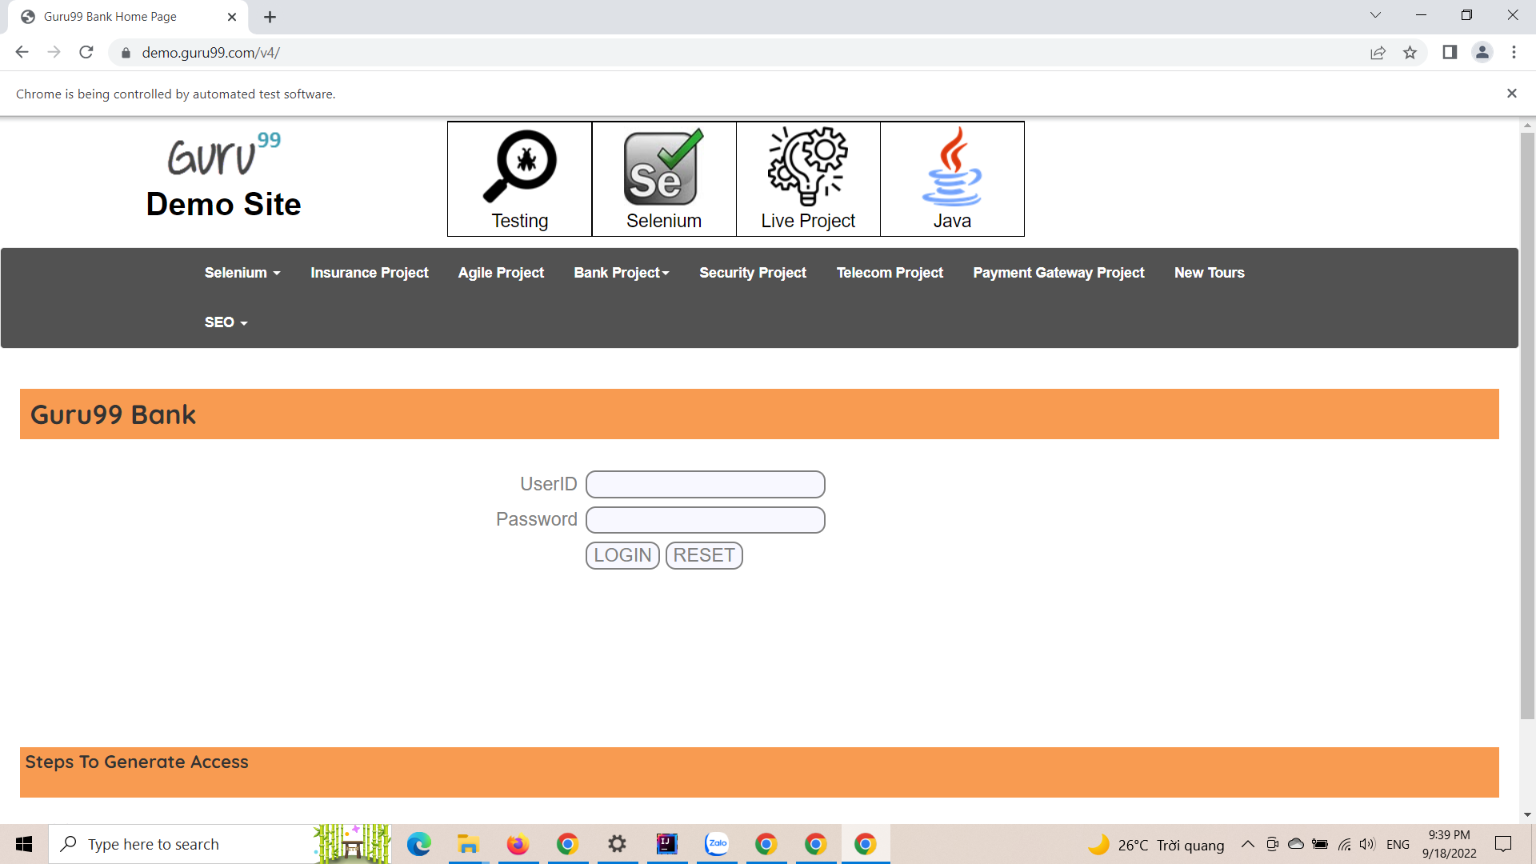 Guru99 Bank Home Page
demo.guru99.com/v4/
Chrome is being controlled by automated test software.
Guru99
Demo Site
Se
Testing Selenium Live Project Java
Selenium Insurance Project Agile Project Bank Project Security Project Telecom Project Payment Gateway Project New Tours
SEO
Guru99 Bank
UserID
Password
LOGIN RESET
Steps To Generate Access
Type here to search
IJ
Zalo
26°C Trời quang
ENG
9:39 PM
9/18/2022